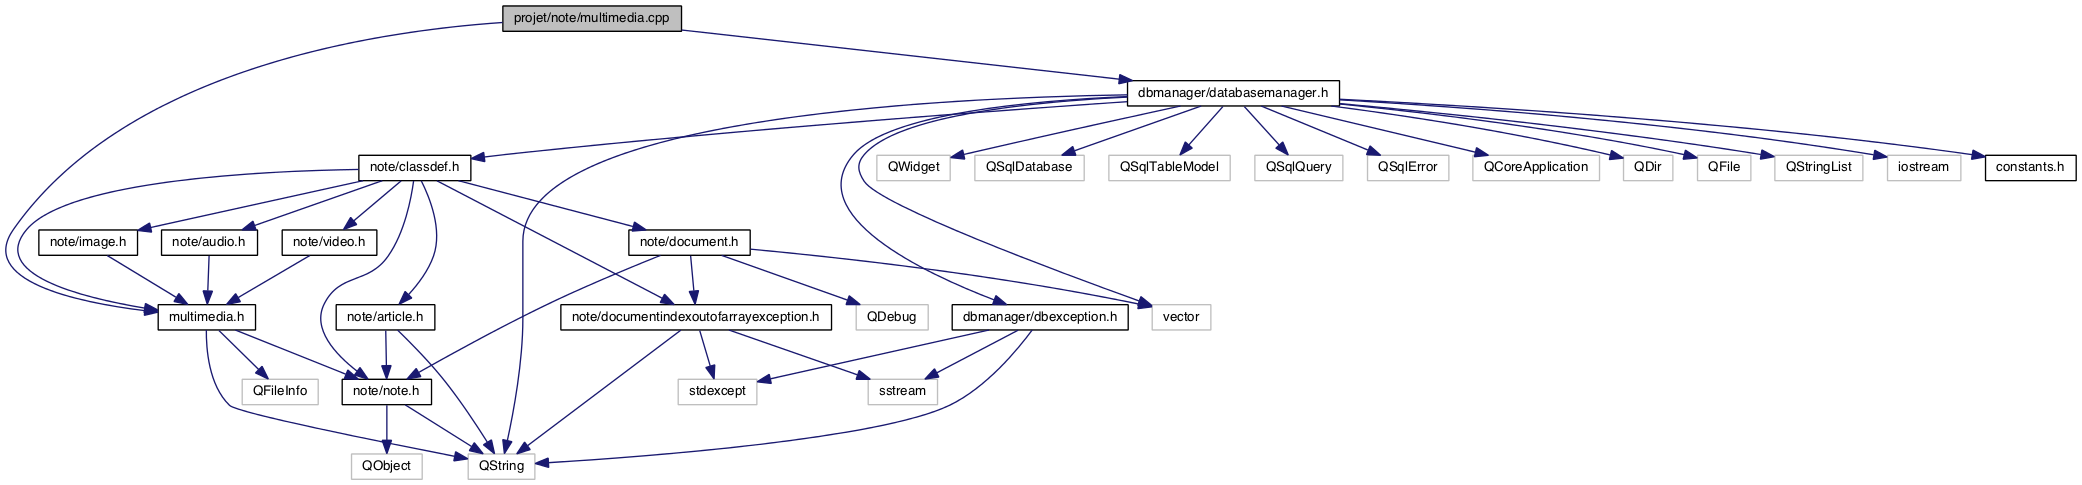 projet/note/multimedia.cpp
dbmanager/databasemanager.h
note/classdef.h
QWidget
QSqlDatabase
QSqlTableModel
QSqlQuery
QSqlError
QCoreApplication
QDir
QFile
QStringList
iostream
constants.h
note/image.h
note/audio.h
note/video.h
note/document.h
multimedia.h
note/article.h
note/documentindexoutofarrayexception.h
QDebug
dbmanager/dbexception.h
vector
QFileInfo
note/note.h
stdexcept
sstream
QObject
QString